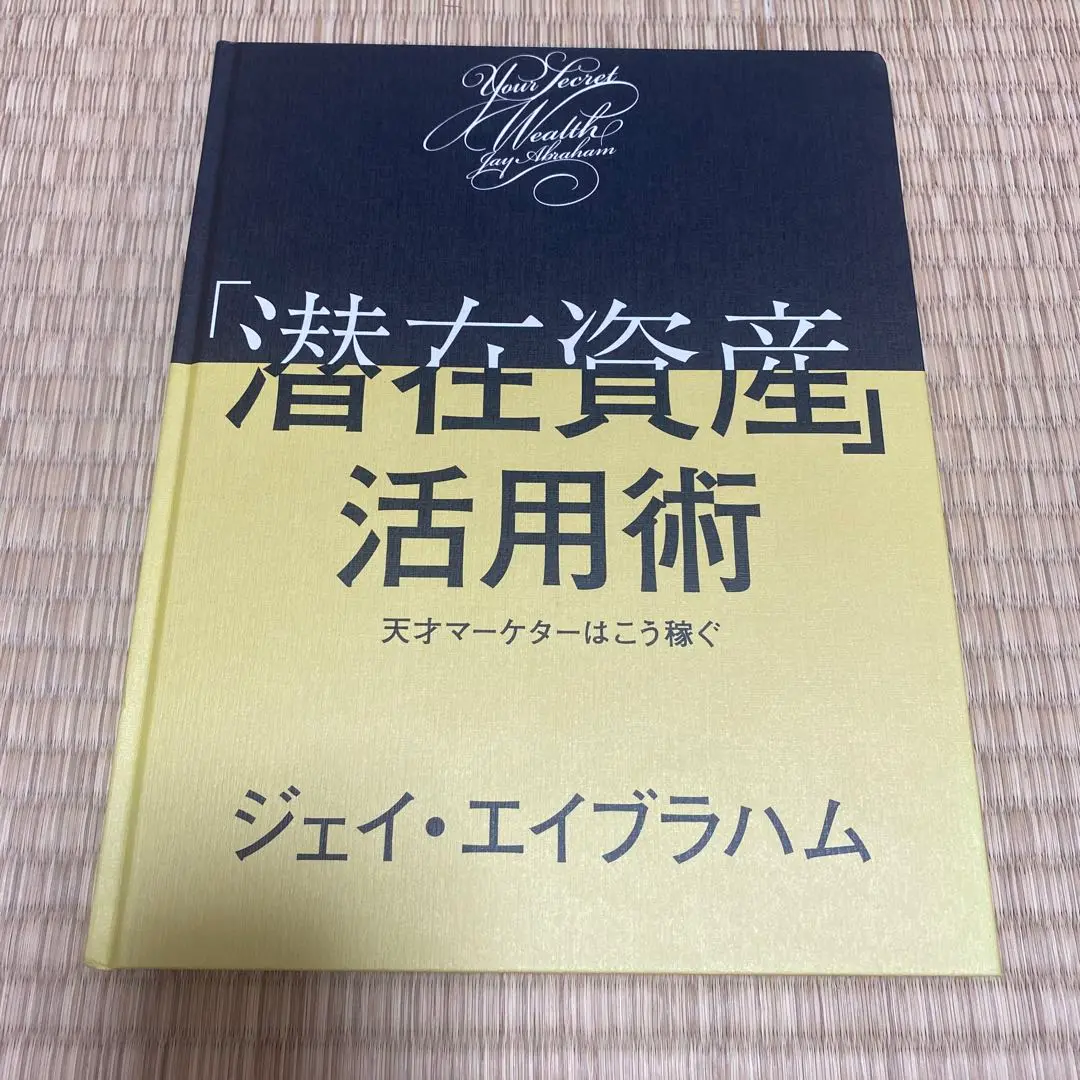 Your Secret
Wealth
Jay Abraham
「潜在資産」
活用術
天才マーケターはこう稼ぐ
ジェイ・エイブラハム